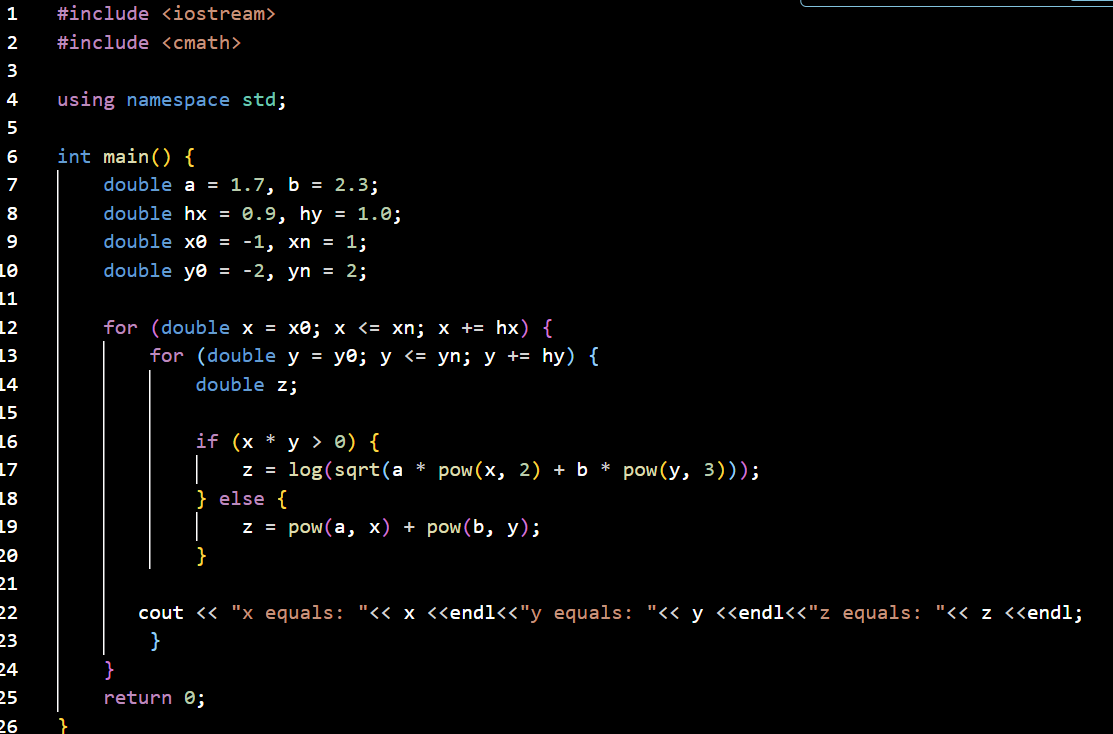 1 #include <iostream>
2 #include <cmath>
3
4 using namespace std;
5
6 int main() {
7 double a = 1.7, b = 2.3;
8 double hx = 0.9, hy = 1.0;
9 double x0 = -1, xn = 1;
10 double y0 = -2, yn = 2;
11
12 for (double x = x0; x <= xn; x += hx) {
13 for (double y = y0; y <= yn; y += hy) {
14 double z;
15
16 if (x * y > 0) {
17 z = log(sqrt(a * pow(x, 2) + b * pow(y, 3)));
18 } else {
19 z = pow(a, x) + pow(b, y);
20 }
21
22 cout << "x equals: "<< x <<endl<<"y equals: "<< y <<endl<<"z equals: "<< z <<endl;
23 }
24 }
25 return 0;
26 }